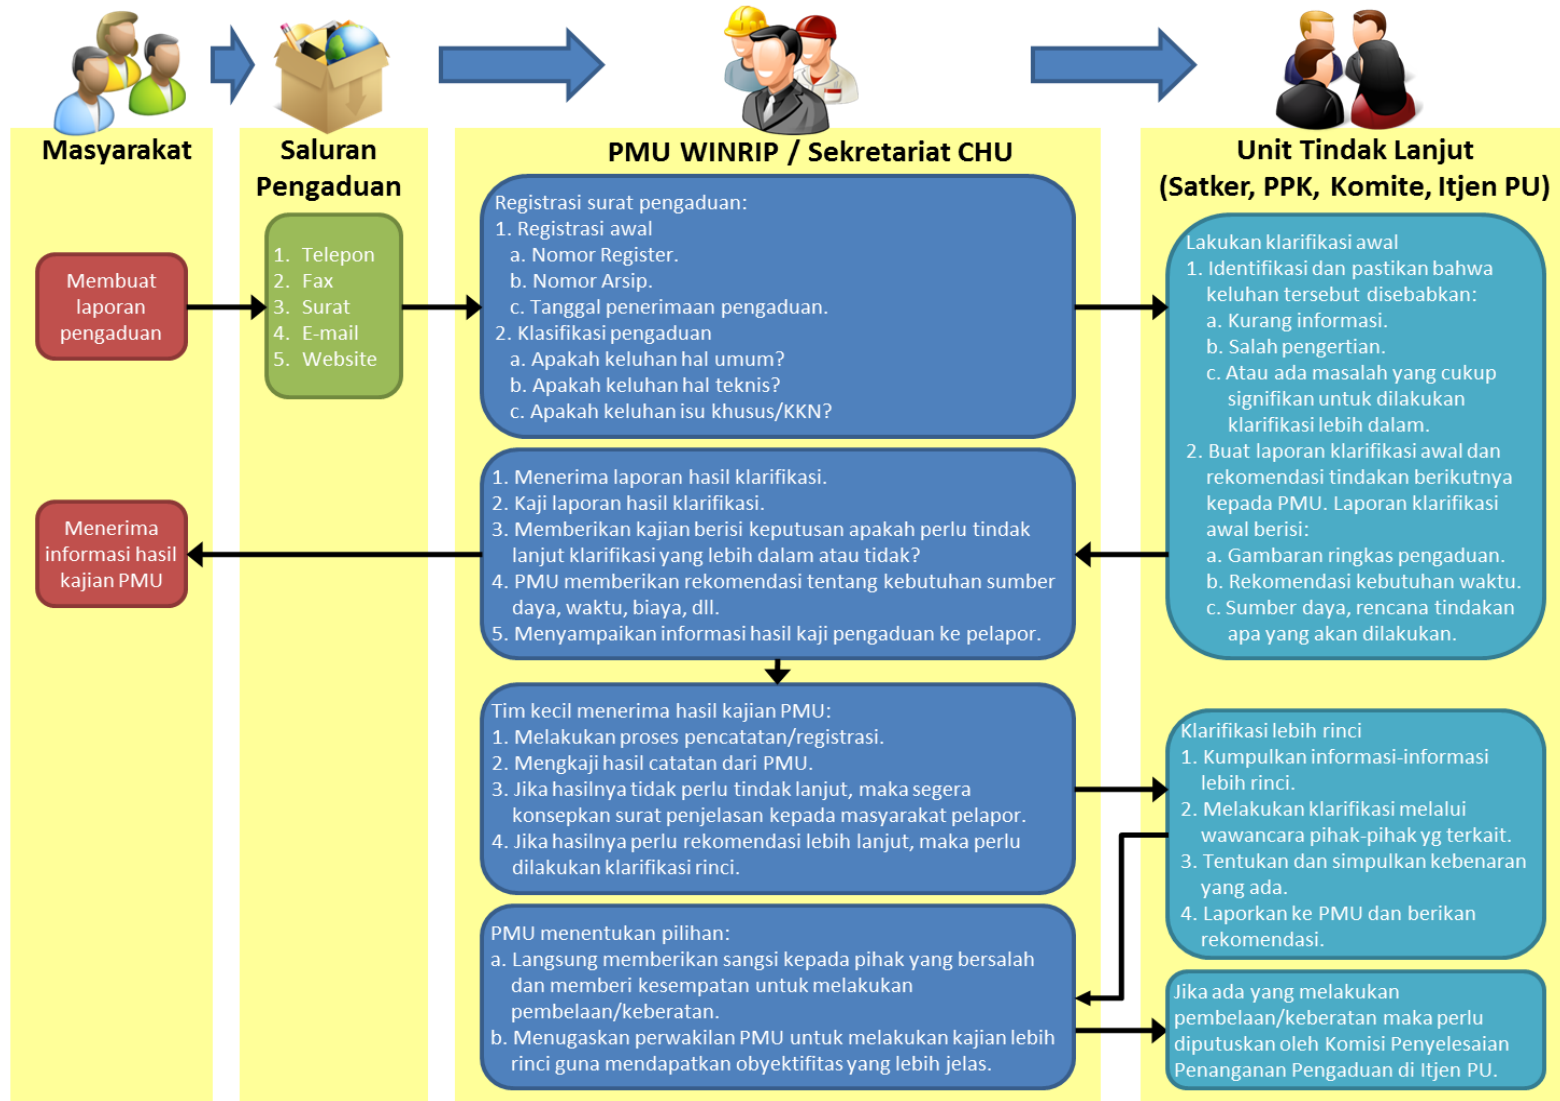 Masyarakat
Saluran
Pengaduan
PMU WINRIP / Sekretariat CHU
Unit Tindak Lanjut
(Satker, PPK, Komite, Itjen PU)
Membuat
laporan
pengaduan
1. Telepon
2. Fax
3. Surat
4. E-mail
5. Website
Registrasi surat pengaduan:
1. Registrasi awal
a. Nomor Register.
b. Nomor Arsip.
c. Tanggal penerimaan pengaduan.
2. Klasifikasi pengaduan
a. Apakah keluhan hal umum?
b. Apakah keluhan hal teknis?
c. Apakah keluhan isu khusus/KKN?
Lakukan klarifikasi awal
1. Identifikasi dan pastikan bahwa
keluhan tersebut disebabkan:
a. Kurang informasi.
b. Salah pengertian.
c. Atau ada masalah yang cukup
signifikan untuk dilakukan
klarifikasi lebih dalam.
2. Buat laporan klarifikasi awal dan
rekomendasi tindakan berikutnya
kepada PMU. Laporan klarifikasi
awal berisi:
a. Gambaran ringkas pengaduan.
b. Rekomendasi kebutuhan waktu.
c. Sumber daya, rencana tindakan
apa yang akan dilakukan.
1. Menerima laporan hasil klarifikasi.
2. Kaji laporan hasil klarifikasi.
3. Memberikan kajian berisi keputusan apakah perlu tindak
lanjut klarifikasi yang lebih dalam atau tidak?
4. PMU memberikan rekomendasi tentang kebutuhan sumber
daya, waktu, biaya, dll.
5. Menyampaikan informasi hasil kaji pengaduan ke pelapor.
Menerima
informasi hasil
kajian PMU
Tim kecil menerima hasil kajian PMU:
1. Melakukan proses pencatatan/registrasi.
2. Mengkaji hasil catatan dari PMU.
3. Jika hasilnya tidak perlu tindak lanjut, maka segera
konsepkan surat penjelasan kepada masyarakat pelapor.
4. Jika hasilnya perlu rekomendasi lebih lanjut, maka perlu
dilakukan klarifikasi rinci.
Klarifikasi lebih rinci
1. Kumpulkan informasi-informasi
lebih rinci.
2. Melakukan klarifikasi melalui
wawancara pihak-pihak yg terkait.
3. Tentukan dan simpulkan kebenaran
yang ada.
4. Laporkan ke PMU dan berikan
rekomendasi.
PMU menentukan pilihan:
a. Langsung memberikan sangsi kepada pihak yang bersalah
dan memberi kesempatan untuk melakukan
pembelaan/keberatan.
b. Menugaskan perwakilan PMU untuk melakukan kajian lebih
rinci guna mendapatkan obyektifitas yang lebih jelas.
Jika ada yang melakukan
pembelaan/keberatan maka perlu
diputuskan oleh Komisi Penyelesaian
Penanganan Pengaduan di Itjen PU.